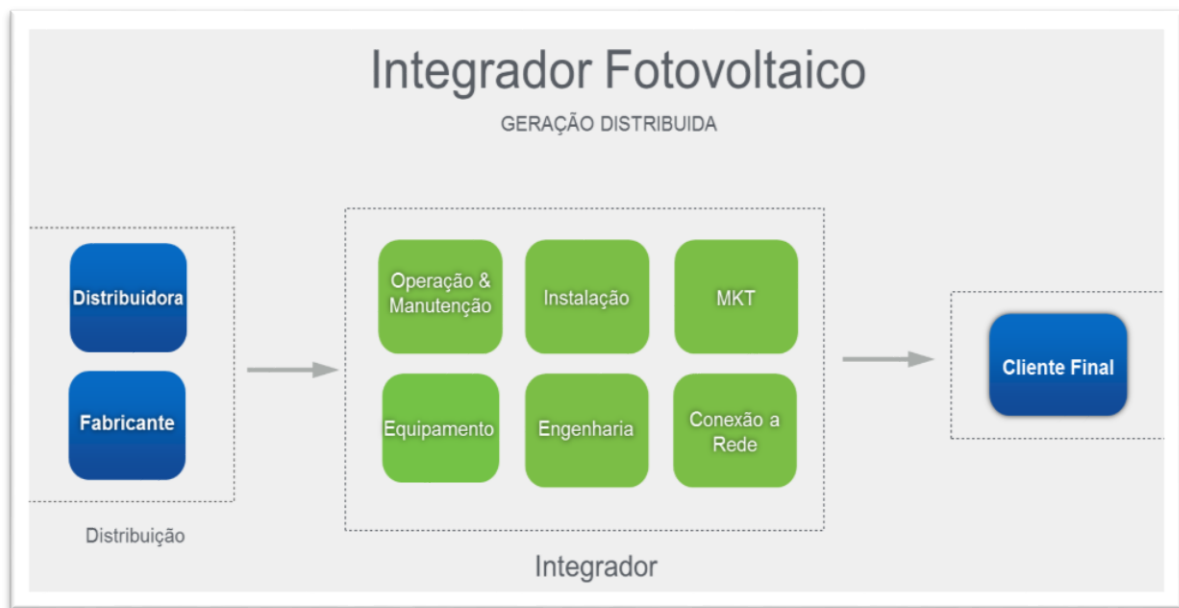 Integrador Fotovoltaico
GERAÇÃO DISTRIBUIDA
Distribuidora
Fabricante
Distribuição
Operação &
Manutenção
Instalação
MKT
Equipamento
Engenharia
Conexão a
Rede
Integrador
Cliente Final